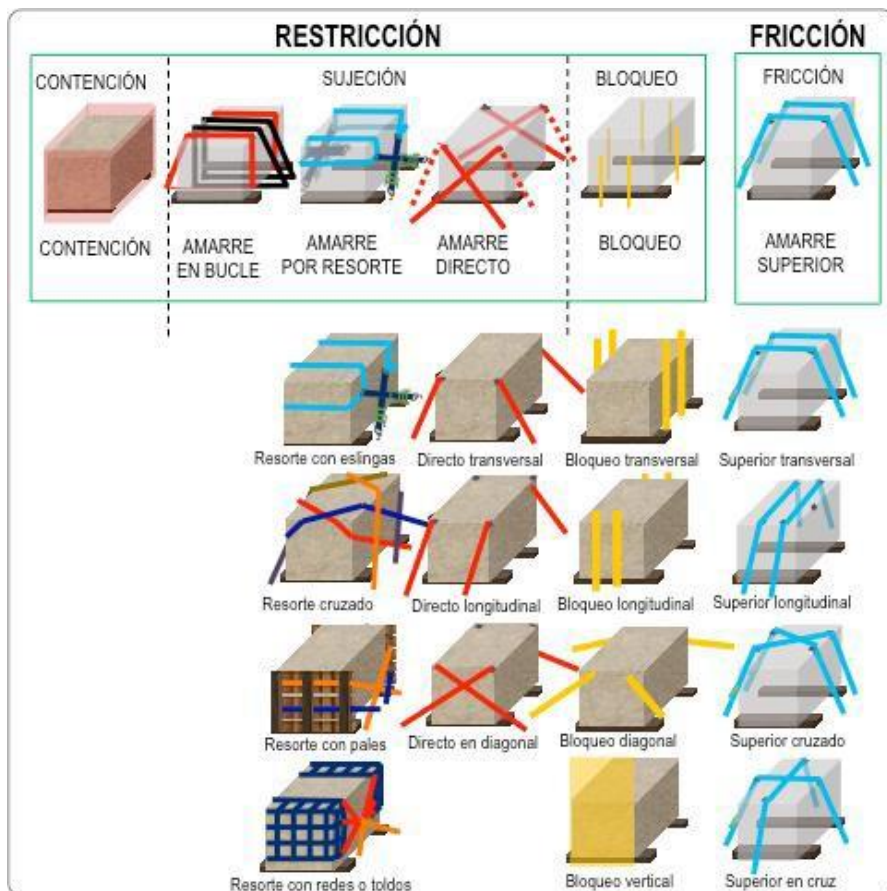 RESTRICCIÓN
FRICCIÓN
CONTENCIÓN
SUJECIÓN
BLOQUEO
FRICCIÓN
CONTENCIÓN
AMARRE
EN BUCLE
AMARRE
POR RESORTE
AMARRE
DIRECTO
BLOQUEO
AMARRE
SUPERIOR
Resorte con eslingas
Directo transversal
Bloqueo transversal
Superior transversal
Resorte cruzado
Directo longitudinal
Bloqueo longitudinal
Superior longitudinal
Resorte con pales
Directo en diagonal
Bloqueo diagonal
Superior cruzado
Resorte con redes o toldos
Bloqueo vertical
Superior en cruz